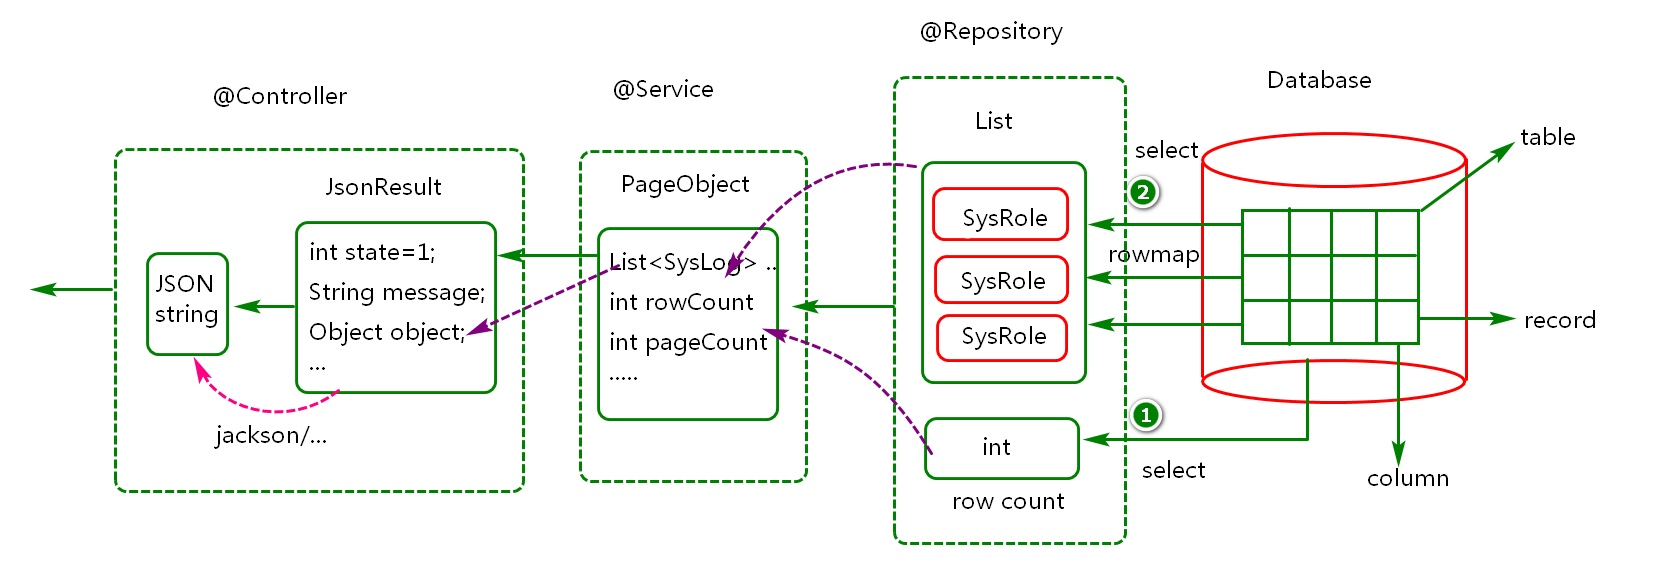 @Controller
JsonResult
int state=1;
String message;
Object object;
...
JSON
string
jackson/...
@Service
PageObject
List<SysLog> ..
int rowCount
int pageCount
.....
@Repository
List
SysRole
SysRole
SysRole
int
row count
select
2
rowmap
1
select
Database
table
record
column